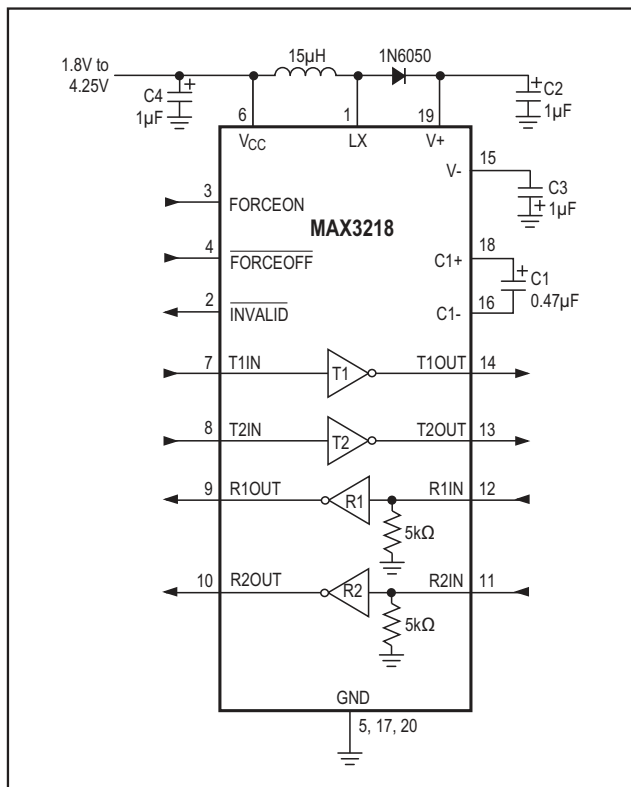 1.8V to
4.25V
15µH
1N6050
C4
+
1µF
+
C2
1µF
6
1
19
VCC
LX
V+
V-
15
C3
+
1µF
3
FORCEON
MAX3218
4
FORCEOFF
18
C1+
+
C1
0.47µF
2
INVALID
16
C1-
7
T1IN
T1
T1OUT
14
8
T2IN
T2
T2OUT
13
9
R1OUT
R1
R1IN
12
5kΩ
10
R2OUT
R2
R2IN
11
5kΩ
GND
5, 17, 20